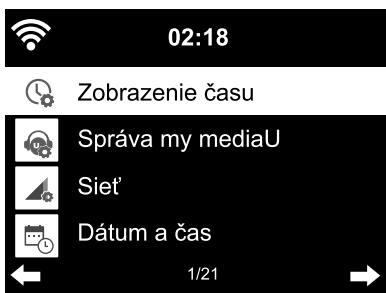 02:18
Zobrazenie času
Správa my mediaU
Sieť
Dátum a čas
1/21